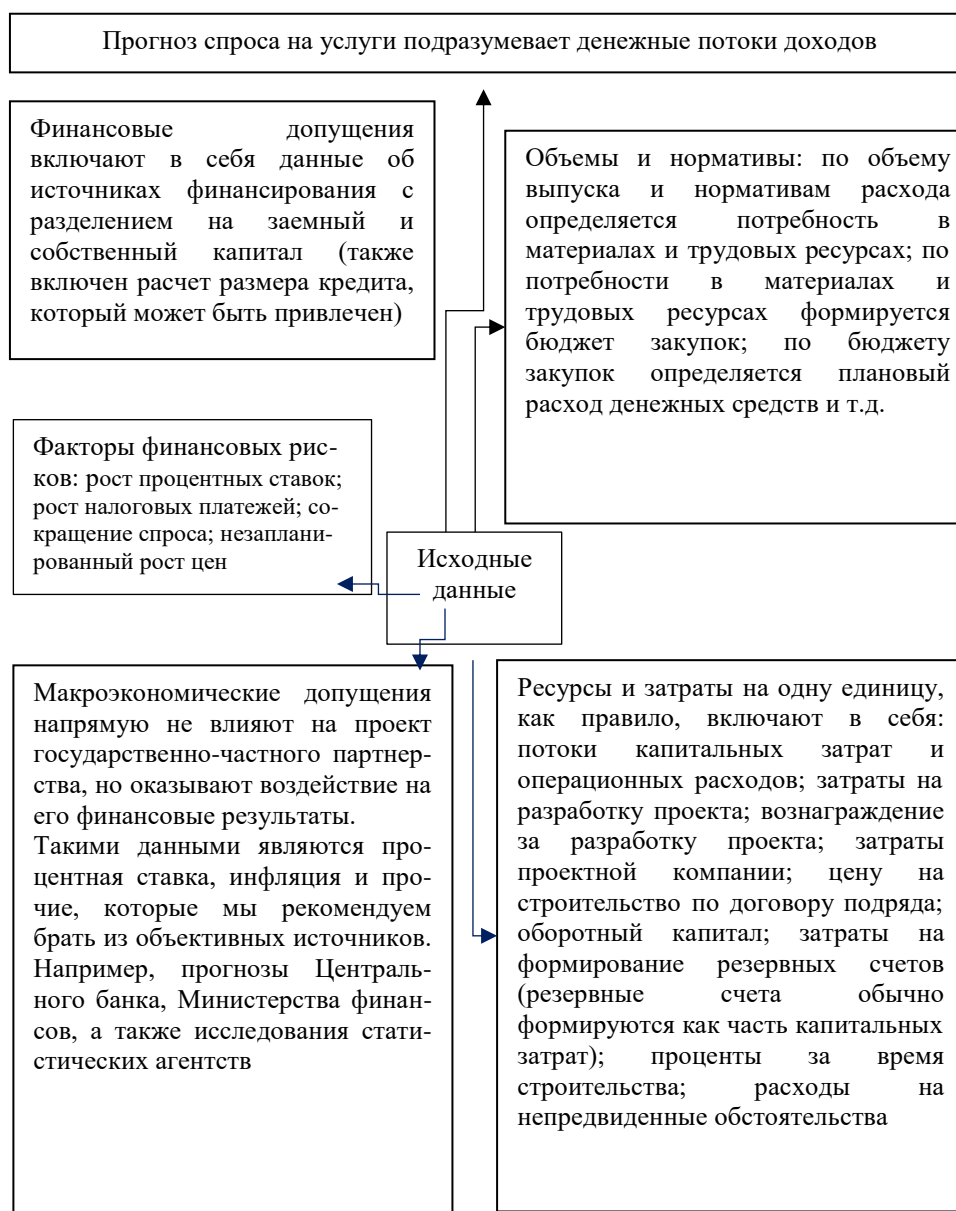 Прогноз спроса на услуги подразумевает денежные потоки доходов
Финансовые допущения
включают в себя данные об
источниках финансирования с
разделением на заемный и
собственный капитал (также
включен расчет размера кредита,
который может быть привлечен)
Объемы и нормативы: по объему
выпуска и нормативам расхода
определяется потребность в
материалах и трудовых ресурсах; по
потребности в материалах и
трудовых ресурсах формируется
бюджет закупок; по бюджету
закупок определяется плановый
расход денежных средств и т.д.
Факторы финансовых рис-
ков: рост процентных ставок;
рост налоговых платежей; со-
кращение спроса; незаплани-
рованный рост цен
Исходные
данные
Макроэкономические допущения
напрямую не влияют на проект
государственно-частного партнер-
ства, но оказывают воздействие на
его финансовые результаты.
Такими данными являются про-
центная ставка, инфляция и про-
чие, которые мы рекомендуем
брать из объективных источников.
Например, прогнозы Централь-
ного банка, Министерства финан-
сов, а также исследования стати-
стических агентств
Ресурсы и затраты на одну единицу,
как правило, включают в себя:
потоки капитальных затрат и
операционных расходов; затраты на
разработку проекта; вознаграждение
за разработку проекта; затраты
проектной компании; цену на
строительство по договору подряда;
оборотный капитал; затраты на
формирование резервных счетов
(резервные счета обычно
формируются как часть капитальных
затрат); проценты за время
строительства; расходы на
непредвиденные обстоятельства